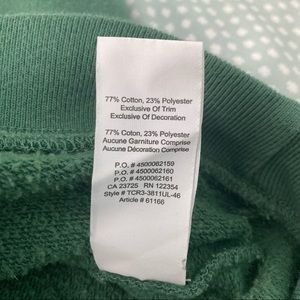 77% Cotton, 23% Polyester
Exclusive Of Trim
Exclusive Of Decoration
77% Coton, 23% Polyester
Aucune Garniture Comprise
Aucune Décoration Comprise
P.O. # 4500062159
P.O. # 4500062160
P.O. # 4500062161
CA 23725 RN 122354
Style # TCR3-3811UL-46
Article # 61166